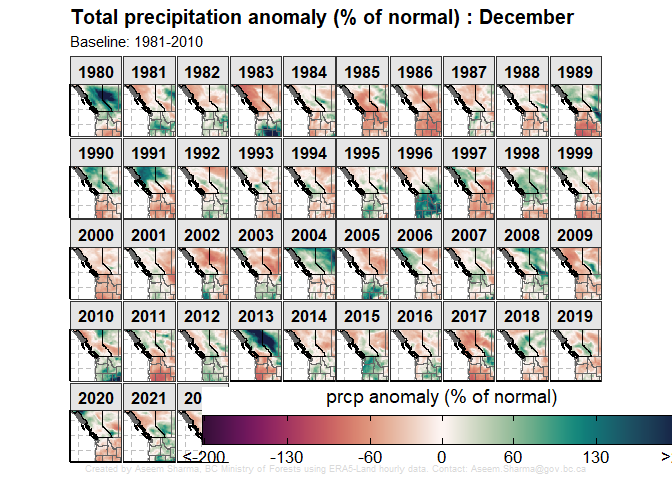 Total precipitation anomaly (% of normal) : December
Baseline: 1981-2010
1980 1981 1982 1983 1984 1985 1986 1987 1988 1989
1990 1991 1992 1993 1994 1995 1996 1997 1998 1999
2000 2001 2002 2003 2004 2005 2006 2007 2008 2009
2010 2011 2012 2013 2014 2015 2016 2017 2018 2019
2020 2021 20
prcp anomaly (% of normal)
<-200 -130 -60 0 60 130 >
Created by Aseem Sharma, BC Ministry of Forests using ERA5-Land hourly data. Contact: Aseem.Sharma@gov.bc.ca